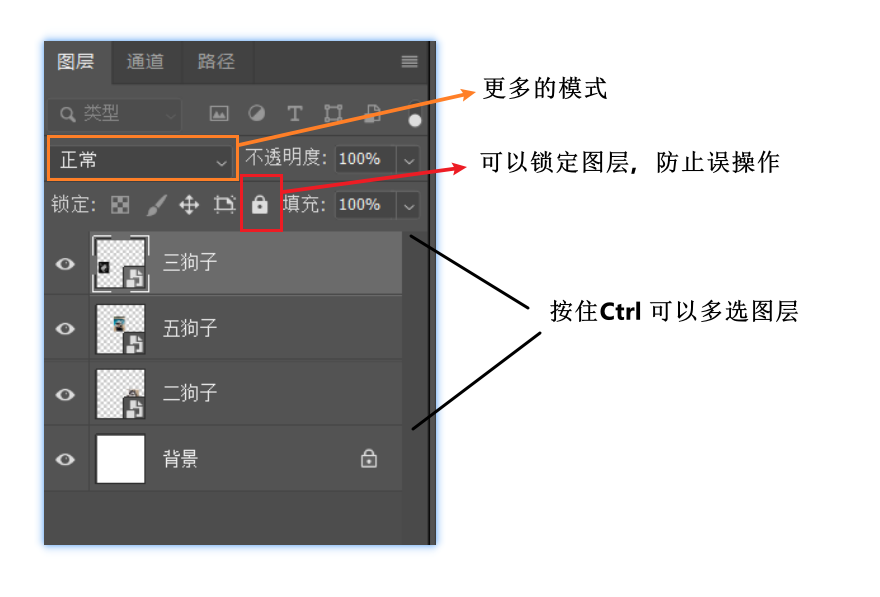 图层 通道 路径
更多的模式
类型
正常 不透明度: 100%
可以锁定图层，防止误操作
锁定: 填充: 100%
三狗子
按住Ctrl 可以多选图层
五狗子
二狗子
背景